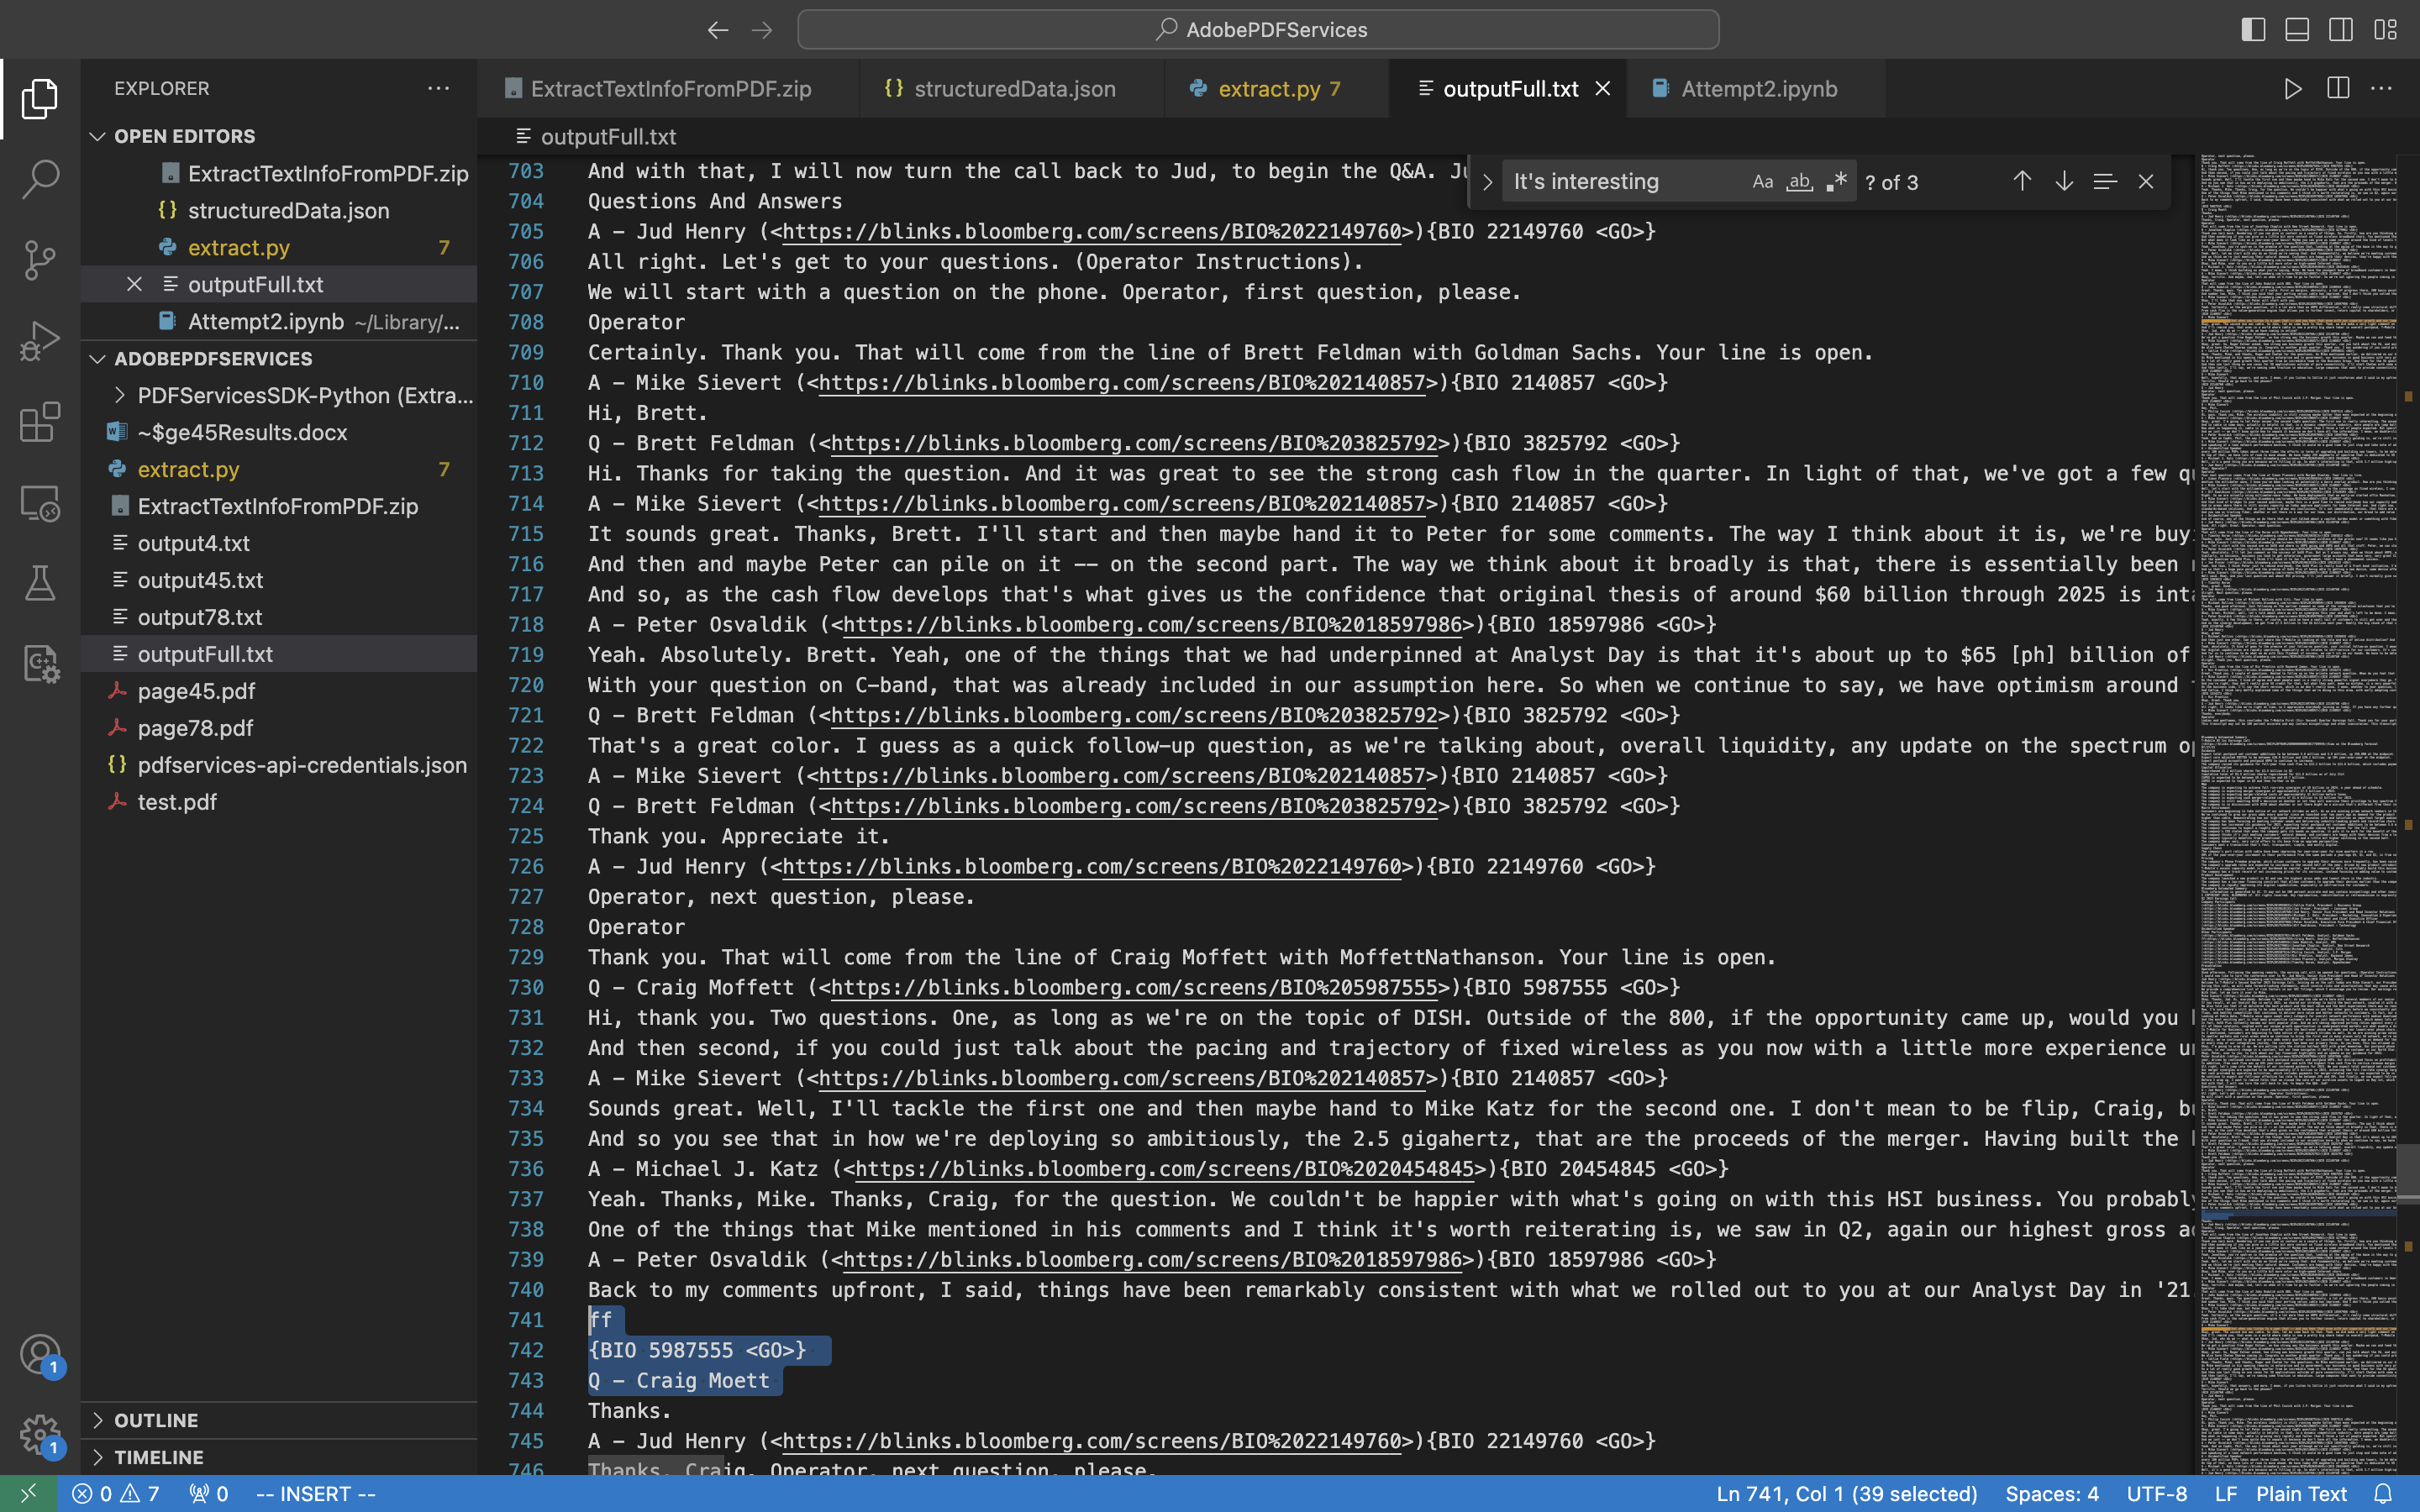 AdobePDFServices
EXPLORER
OPEN EDITORS
ExtractTextInfoFromPDF.zip
structuredData.json
extract.py 7
outputFull.txt
Attempt2.ipynb ~/Library/...
ADOBEPDFSERVICES
PDFServicesSDK-Python (Extra...
~$ge45Results.docx
extract.py 7
ExtractTextInfoFromPDF.zip
output4.txt
output45.txt
output78.txt
outputFull.txt
page45.pdf
page78.pdf
pdfservices-api-credentials.json
test.pdf
OUTLINE
TIMELINE
ExtractTextInfoFromPDF.zip structuredData.json extract.py 7 outputFull.txt Attempt2.ipynb
outputFull.txt
It's interesting Aa ab .* ? of 3
703 And with that, I will now turn the call back to Jud, to begin the Q&A.
704 Questions And Answers
705 A – Jud Henry (<https://blinks.bloomberg.com/screens/BIO%2022149760>){BIO 22149760 <GO>}
706 All right. Let's get to your questions. (Operator Instructions).
707 We will start with a question on the phone. Operator, first question, please.
708 Operator
709 Certainly. Thank you. That will come from the line of Brett Feldman with Goldman Sachs. Your line is open.
710 A – Mike Sievert (<https://blinks.bloomberg.com/screens/BIO%202140857>){BIO 2140857 <GO>}
711 Hi, Brett.
712 Q – Brett Feldman (<https://blinks.bloomberg.com/screens/BIO%203825792>){BIO 3825792 <GO>}
713 Hi. Thanks for taking the question. And it was great to see the strong cash flow in the quarter. In light of that, we've got a few
714 A – Mike Sievert (<https://blinks.bloomberg.com/screens/BIO%202140857>){BIO 2140857 <GO>}
715 It sounds great. Thanks, Brett. I'll start and then maybe hand it to Peter for some comments. The way I think about it is, we're buy
716 And then and maybe Peter can pile on it –– on the second part. The way we think about it broadly is that, there is essentially been
717 And so, as the cash flow develops that's what gives us the confidence that original thesis of around $60 billion through 2025 is int
718 A – Peter Osvaldik (<https://blinks.bloomberg.com/screens/BIO%2018597986>){BIO 18597986 <GO>}
719 Yeah. Absolutely. Brett. Yeah, one of the things that we had underpinned at Analyst Day is that it's about up to $65 [ph] billion of
720 With your question on C–band, that was already included in our assumption here. So when we continue to say, we have optimism around
721 Q – Brett Feldman (<https://blinks.bloomberg.com/screens/BIO%203825792>){BIO 3825792 <GO>}
722 That's a great color. I guess as a quick follow–up question, as we're talking about, overall liquidity, any update on the spectrum o
723 A – Mike Sievert (<https://blinks.bloomberg.com/screens/BIO%202140857>){BIO 2140857 <GO>}
724 Q – Brett Feldman (<https://blinks.bloomberg.com/screens/BIO%203825792>){BIO 3825792 <GO>}
725 Thank you. Appreciate it.
726 A – Jud Henry (<https://blinks.bloomberg.com/screens/BIO%2022149760>){BIO 22149760 <GO>}
727 Operator, next question, please.
728 Operator
729 Thank you. That will come from the line of Craig Moffett with MoffettNathanson. Your line is open.
730 Q – Craig Moffett (<https://blinks.bloomberg.com/screens/BIO%205987555>){BIO 5987555 <GO>}
731 Hi, thank you. Two questions. One, as long as we're on the topic of DISH. Outside of the 800, if the opportunity came up, would you
732 And then second, if you could just talk about the pacing and trajectory of fixed wireless as you now with a little more experience
733 A – Mike Sievert (<https://blinks.bloomberg.com/screens/BIO%202140857>){BIO 2140857 <GO>}
734 Sounds great. Well, I'll tackle the first one and then maybe hand to Mike Katz for the second one. I don't mean to be flip, Craig,
735 And so you see that in how we're deploying so ambitiously, the 2.5 gigahertz, that are the proceeds of the merger. Having built the
736 A – Michael J. Katz (<https://blinks.bloomberg.com/screens/BIO%2020454845>){BIO 20454845 <GO>}
737 Yeah. Thanks, Mike. Thanks, Craig, for the question. We couldn't be happier with what's going on with this HSI business. You probably
738 One of the things that Mike mentioned in his comments and I think it's worth reiterating is, we saw in Q2, again our highest gross a
739 A – Peter Osvaldik (<https://blinks.bloomberg.com/screens/BIO%2018597986>){BIO 18597986 <GO>}
740 Back to my comments upfront, I said, things have been remarkably consistent with what we rolled out to you at our Analyst Day in '21
741 ff
742 {BIO 5987555 <GO>}
743 Q – Craig Moett
744 Thanks.
745 A – Jud Henry (<https://blinks.bloomberg.com/screens/BIO%2022149760>){BIO 22149760 <GO>}
746 Thanks, Craig. Operator, next question, please.
1
1
0 7 0 -- INSERT -- Ln 741, Col 1 (39 selected) Spaces: 4 UTF-8 LF Plain Text